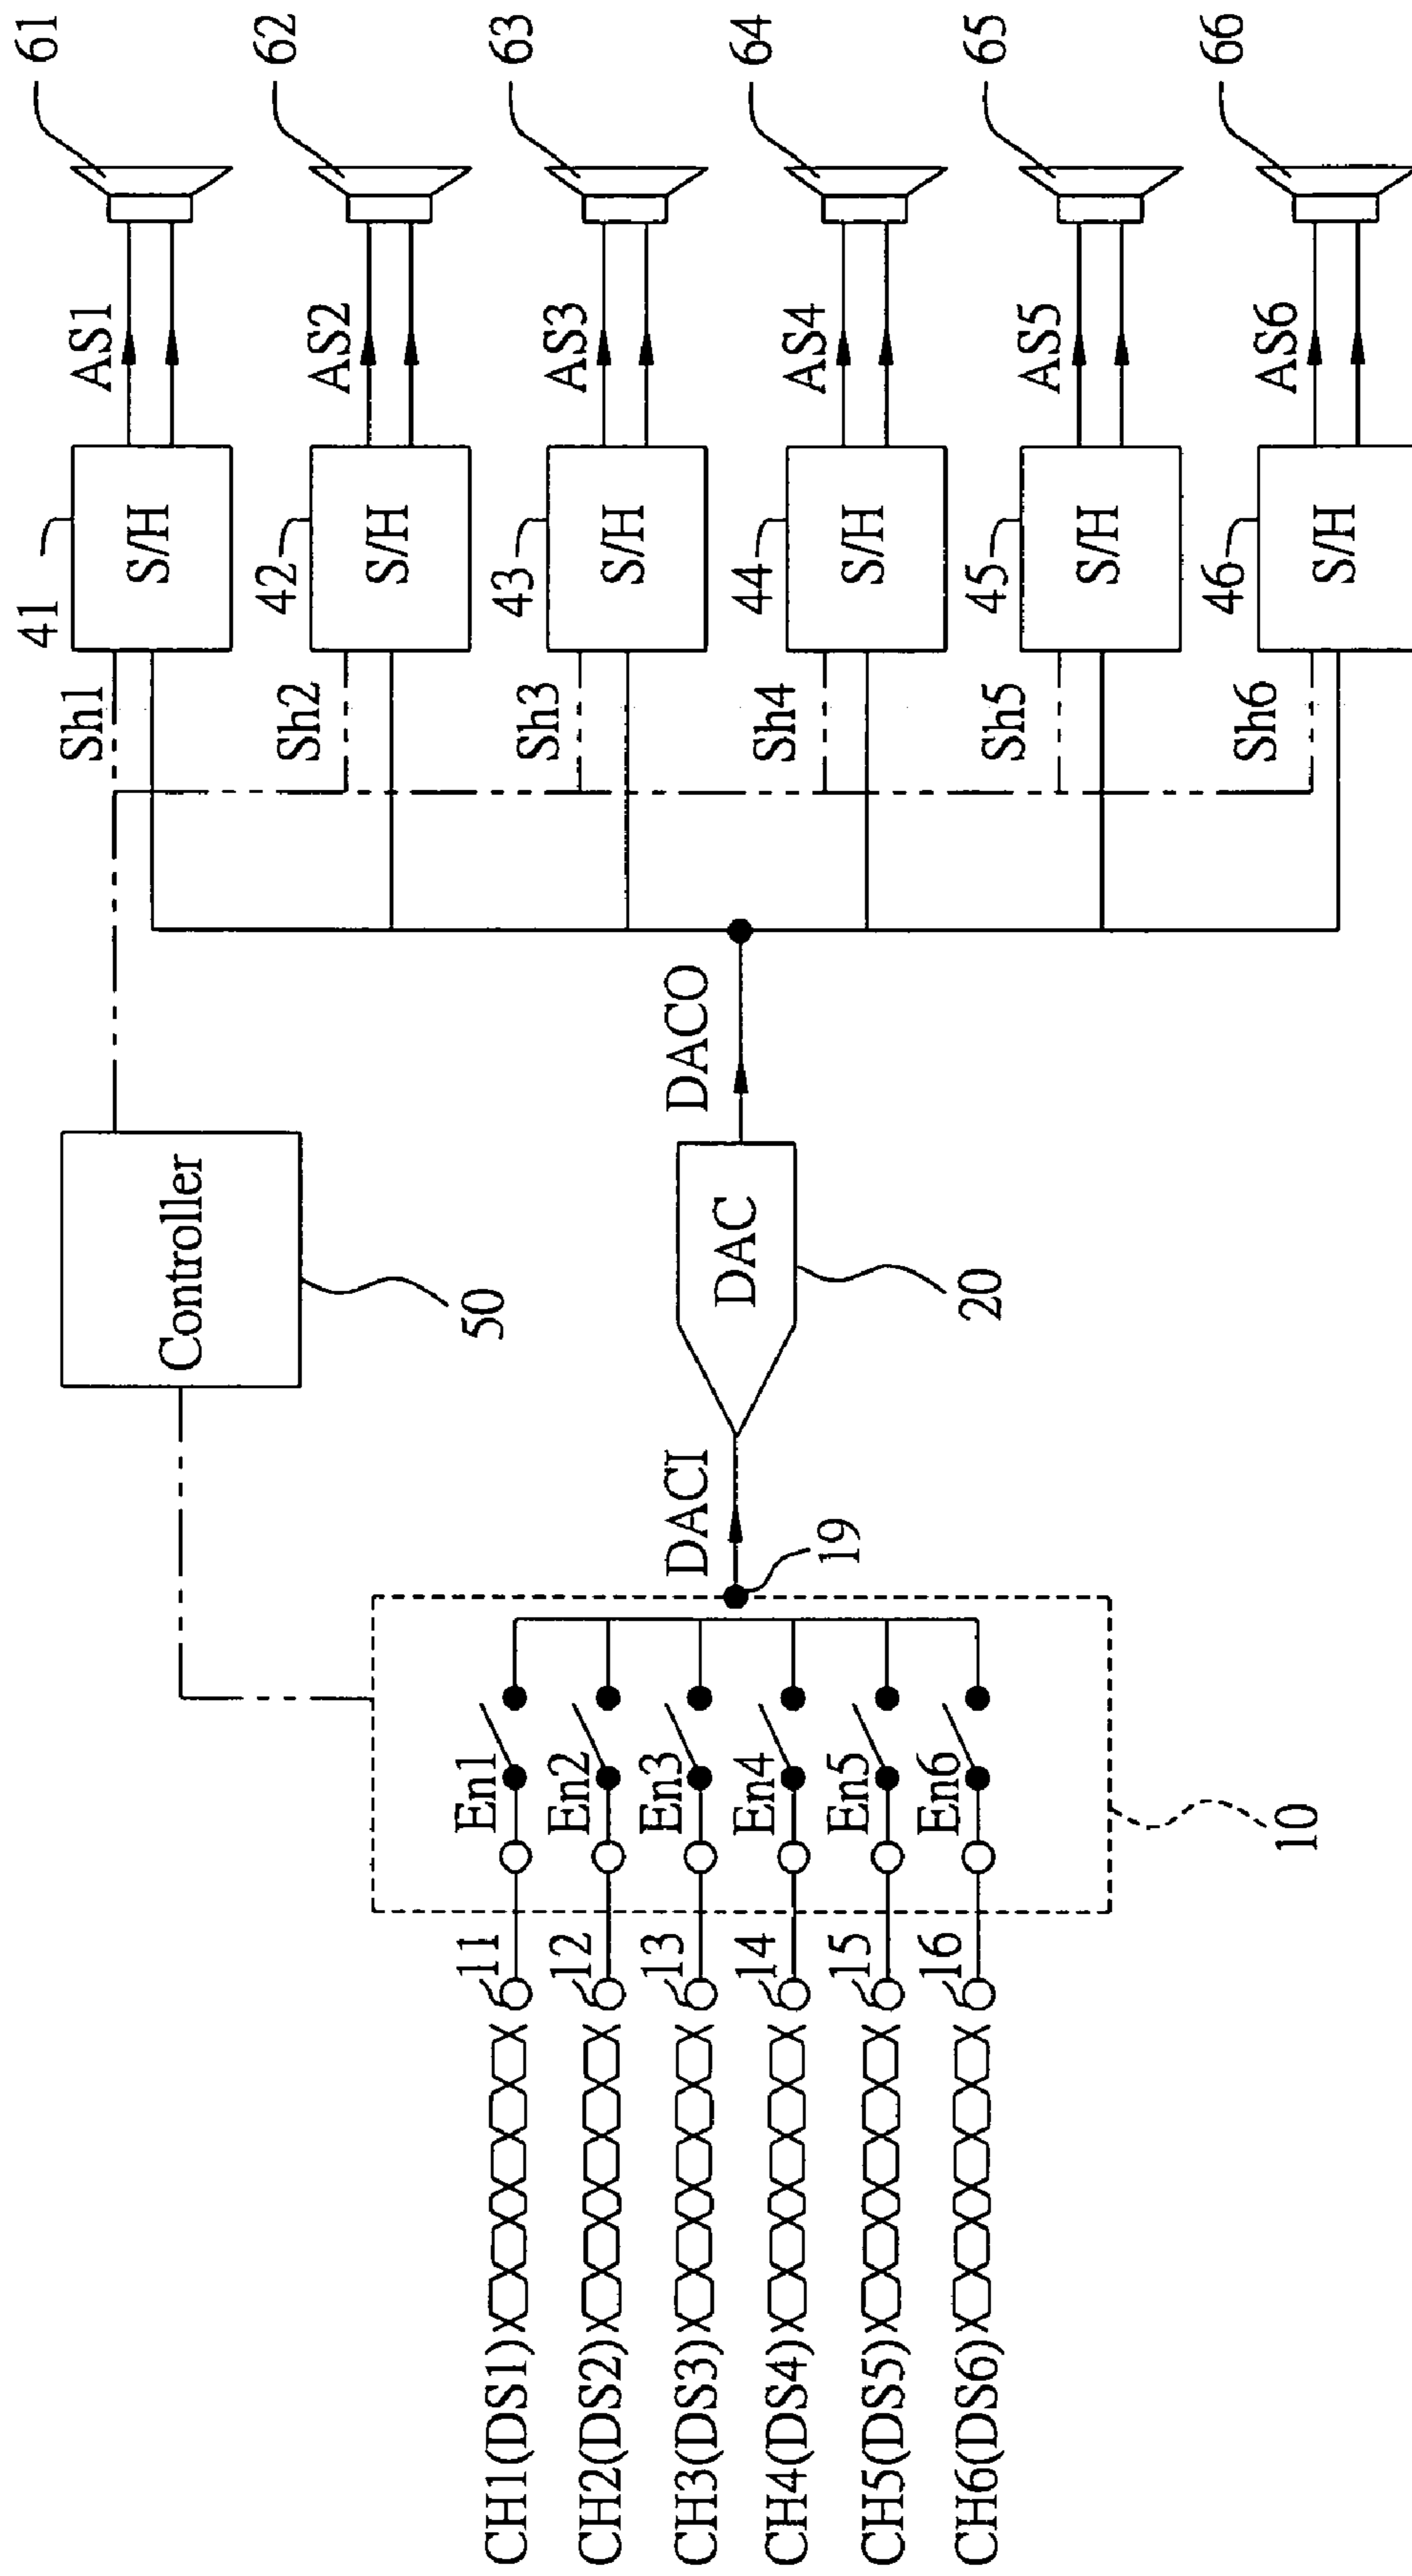 CH1(DS1)
CH2(DS2)
CH3(DS3)
CH4(DS4)
CH5(DS5)
CH6(DS6)
11
12
13
14
15
16
En1
En2
En3
En4
En5
En6
10
19
DACI
DAC
20
DACO
Controller
50
Sh1
Sh2
Sh3
Sh4
Sh5
Sh6
41
S/H
42
S/H
43
S/H
44
S/H
45
S/H
46
S/H
AS1
AS2
AS3
AS4
AS5
AS6
61
62
63
64
65
66